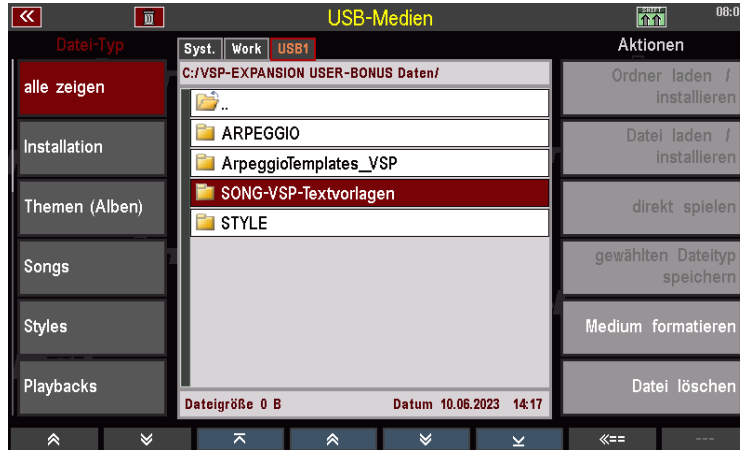 USB-Medien
SHIFT
08:0
Datei-Typ
Syst.
Work
USB1
Aktionen
alle zeigen
Installation
Themen (Alben)
Songs
Styles
Playbacks
C:/VSP-EXPANSION USER-BONUS Daten/
..
ARPEGGIO
ArpeggioTemplates_VSP
SONG-VSP-Textvorlagen
STYLE
Dateigröße 0 B
Datum 10.06.2023 14:17
Ordner laden /
installieren
Datei laden /
installieren
direkt spielen
gewählten Dateityp
speichern
Medium formatieren
Datei löschen
«==
---